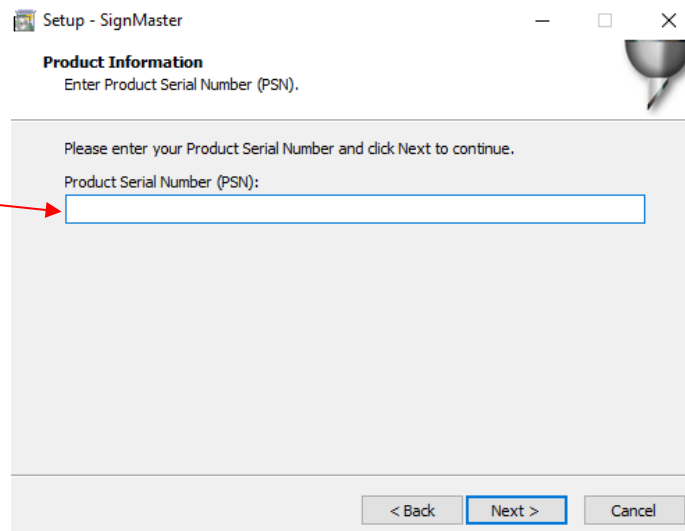 Setup - SignMaster
Product Information
Enter Product Serial Number (PSN).
Please enter your Product Serial Number and click Next to continue.
Product Serial Number (PSN):
< Back Next > Cancel